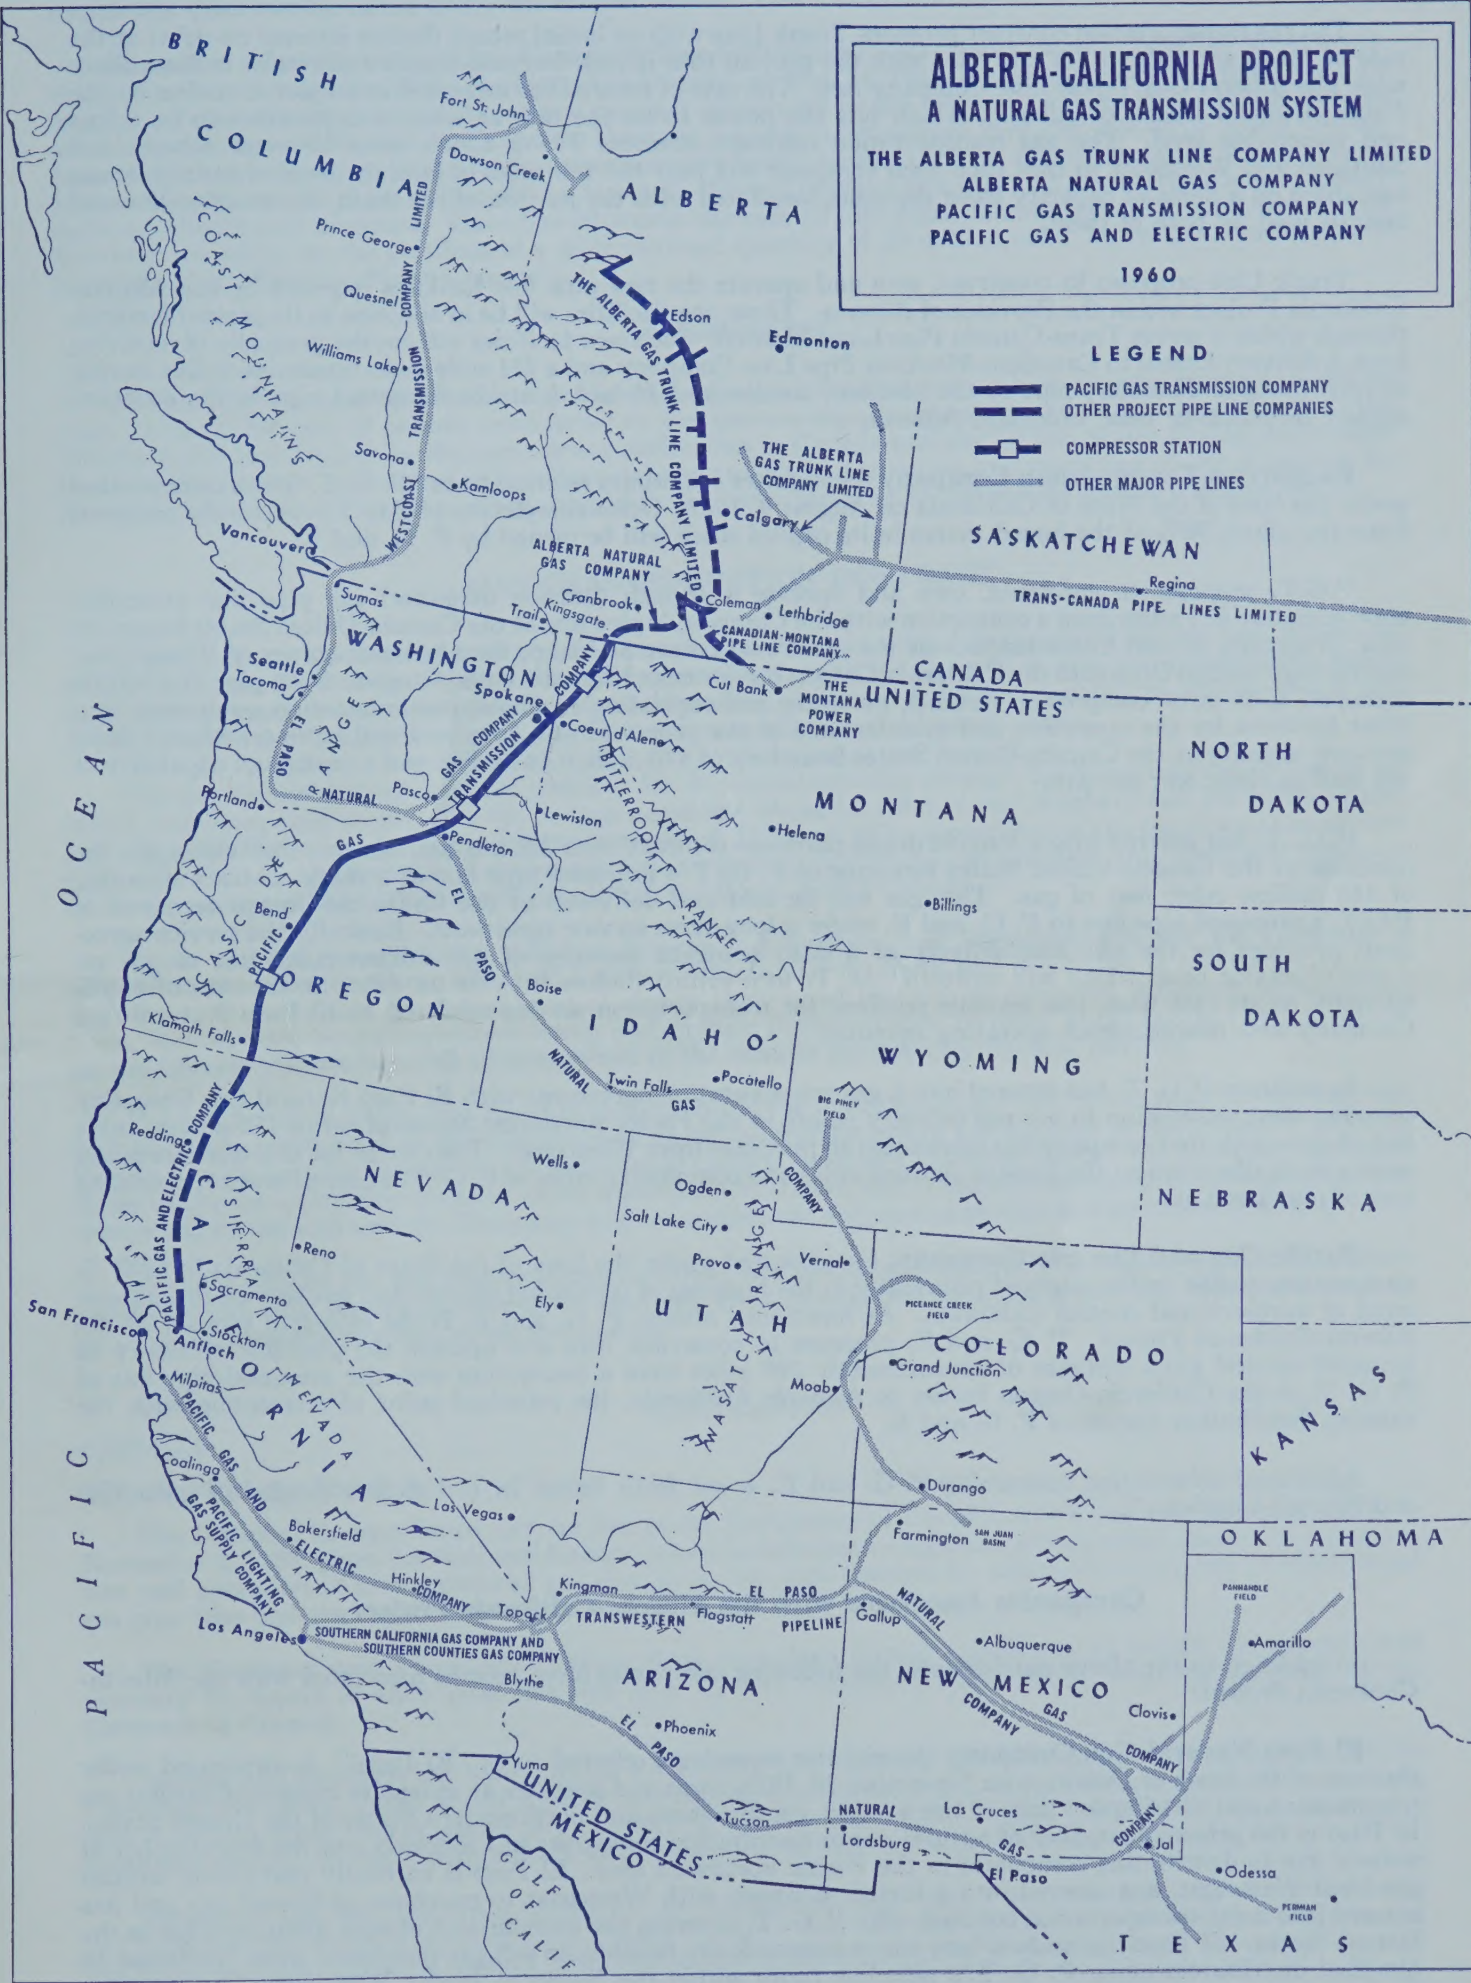 ALBERTA-CALIFORNIA PROJECT
A NATURAL GAS TRANSMISSION SYSTEM
THE ALBERTA GAS TRUNK LINE COMPANY LIMITED
ALBERTA NATURAL GAS COMPANY
PACIFIC GAS TRANSMISSION COMPANY
PACIFIC GAS AND ELECTRIC COMPANY
1960
LEGEND
PACIFIC GAS TRANSMISSION COMPANY
OTHER PROJECT PIPE LINE COMPANIES
COMPRESSOR STATION
OTHER MAJOR PIPE LINES
BRITISH
COLUMBIA
ALBERTA
Fort St. John
Dawson Creek
COAST MOUNTAINS
Prince George
Quesnel
Williams Lake
Savona
Kamloops
WESTCOAST TRANSMISSION COMPANY LIMITED
Vancouver
THE ALBERTA GAS TRUNK LINE COMPANY LIMITED
Edson
Edmonton
THE ALBERTA
GAS TRUNK LINE
COMPANY LIMITED
Calgary
SASKATCHEWAN
Regina
TRANS-CANADA PIPE LINES LIMITED
ALBERTA NATURAL
GAS COMPANY
Cranbrook
Coleman
Lethbridge
Trail
Kingsgate
CANADIAN-MONTANA
PIPE LINE COMPANY
Cut Bank
THE
MONTANA
POWER
COMPANY
CANADA
UNITED STATES
Sumas
WASHINGTON
Seattle
Tacoma
Spokane
Coeur d'Alene
EL PASO NATURAL GAS COMPANY
RANGE
Pasco
Portland
Lewiston
Pendleton
PACIFIC GAS TRANSMISSION COMPANY
BITTERROOT RANGE
MONTANA
Helena
Billings
NORTH
DAKOTA
SOUTH
DAKOTA
CASCADE
Bend
OREGON
Klamath Falls
EL PASO NATURAL GAS COMPANY
Boise
IDAHO
Twin Falls
Pocatello
WYOMING
BIG PINEY
FIELD
NEBRASKA
PACIFIC GAS AND ELECTRIC COMPANY
Redding
CALIFORNIA
SIERRA NEVADA
NEVADA
Wells
Reno
Ely
Ogden
Salt Lake City
Provo
Vernal
UTAH
WASATCH RANGE
PICEANCE CREEK
FIELD
COLORADO
Grand Junction
Moab
Durango
KANSAS
Sacramento
San Francisco
Stockton
Antioch
Milpitas
Coalinga
PACIFIC GAS AND ELECTRIC COMPANY
PACIFIC LIGHTING
GAS SUPPLY COMPANY
Bakersfield
Hinkley
Las Vegas
Kingman
Topock
Los Angeles
SOUTHERN CALIFORNIA GAS COMPANY AND
SOUTHERN COUNTIES GAS COMPANY
Blythe
TRANSWESTERN PIPELINE COMPANY
Flagstaff
EL PASO NATURAL GAS COMPANY
Farmington
SAN JUAN
BASIN
Gallup
Albuquerque
ARIZONA
NEW MEXICO
OKLAHOMA
PANHANDLE
FIELD
Amarillo
Clovis
Phoenix
Yuma
Tucson
EL PASO NATURAL GAS COMPANY
Lordsburg
Las Cruces
El Paso
Jal
Odessa
PERMIAN
FIELD
TEXAS
UNITED STATES
MEXICO
GULF
OF
CALIF
PACIFIC OCEAN